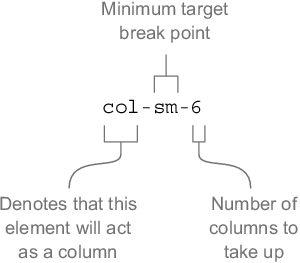 Minimum target
break point
col-sm-6
Denotes that this
element will act
as a column
Number of
columns to
take up